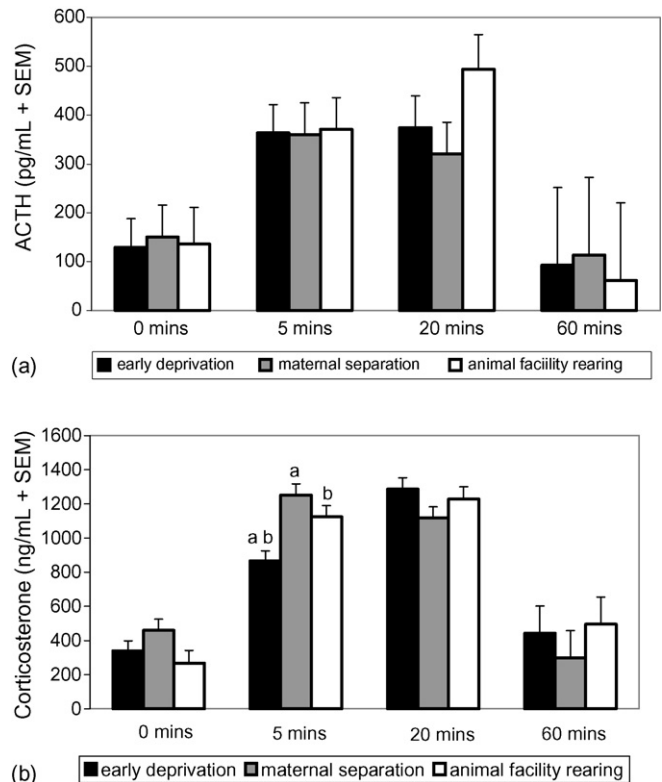 600
500
400
300
200
100
0
ACTH (pg/mL + SEM)
0 mins 5 mins 20 mins 60 mins
(a) early deprivation maternal separation animal faciility rearing
1600
1400
1200
1000
800
600
400
200
0
Corticosterone (ng/mL + SEM)
a
b
a b
0 mins 5 mins 20 mins 60 mins
(b) early deprivation maternal separation animal facility rearing